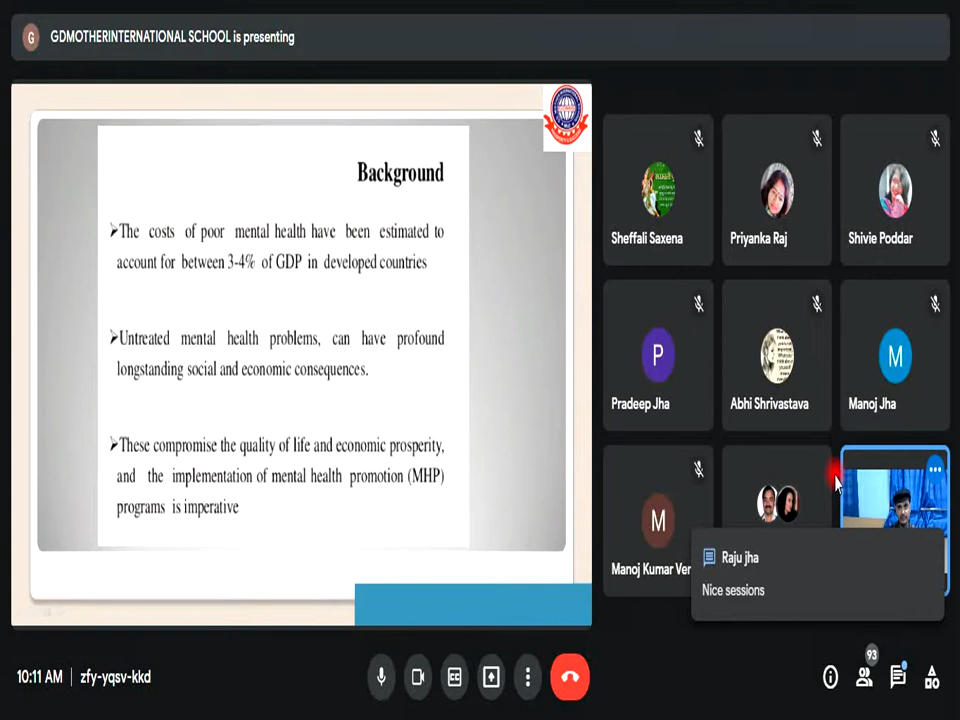 G
GDMOTHERINTERNATIONAL SCHOOL is presenting
Background
➢The costs of poor mental health have been estimated to
account for between 3-4% of GDP in developed countries
➢Untreated mental health problems, can have profound
longstanding social and economic consequences.
➢These compromise the quality of life and economic prosperity,
and the implementation of mental health promotion (MHP)
programs is imperative
Sheffali Saxena
Priyanka Raj
Shivie Poddar
P
Pradeep Jha
Abhi Shrivastava
M
Manoj Jha
M
Manoj Kumar Ver
Raju jha
Nice sessions
10:11 AM | zfy-yqsv-kkd
93